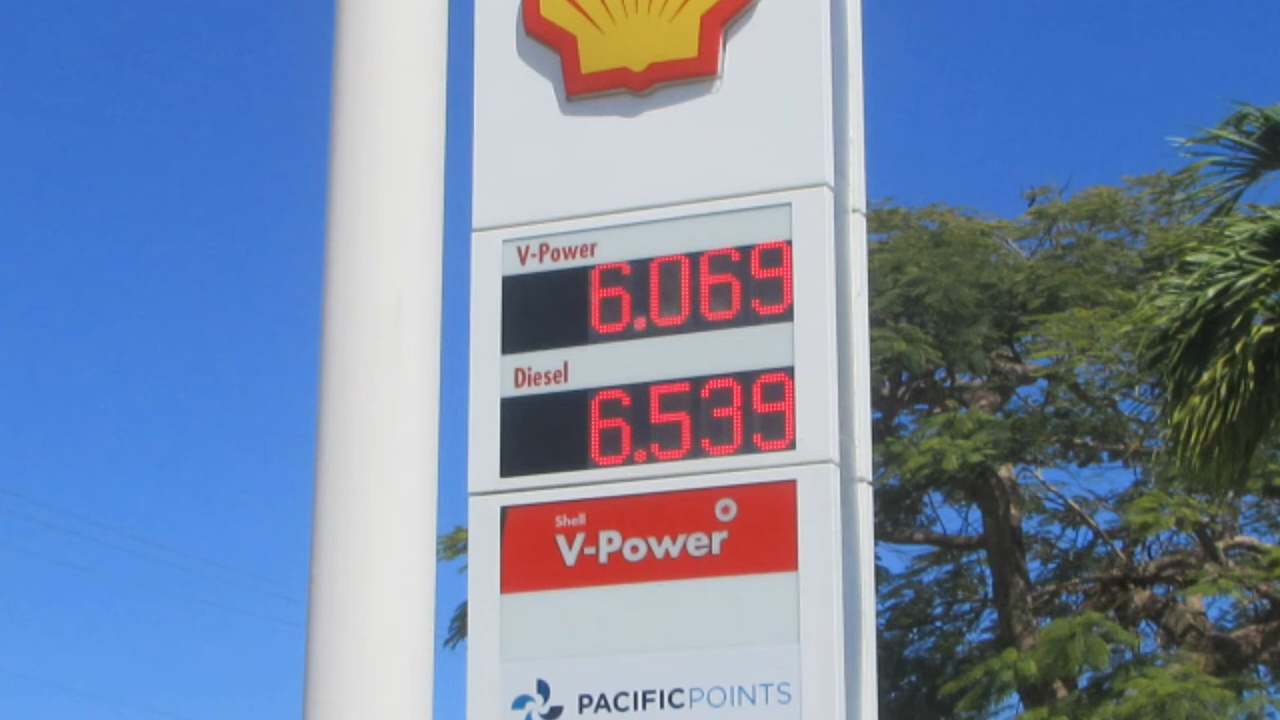 V-Power
6.069
Diesel
6.539
Shell
V-Power
PACIFICPOINTS